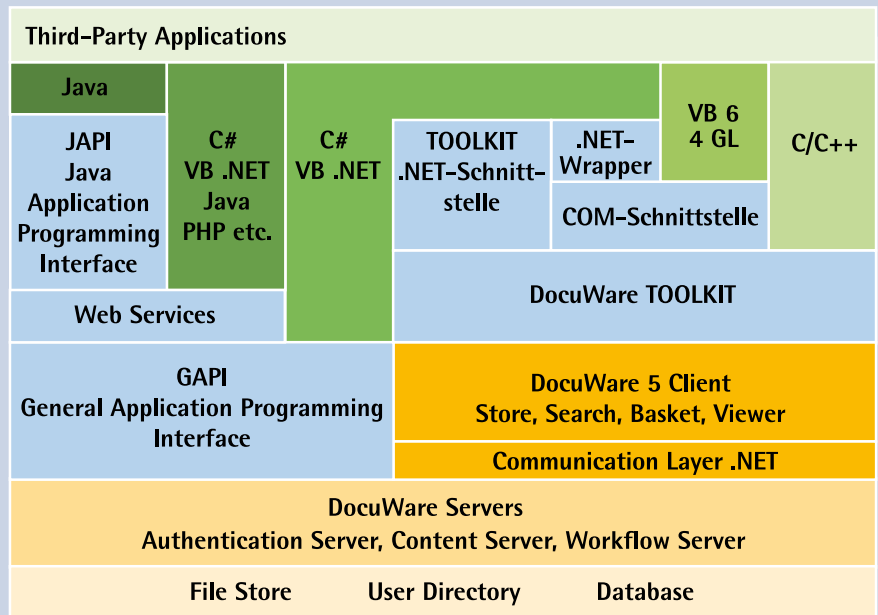 Third-Party Applications
Java
JAPI
Java
Application
Programming
Interface
C#
VB .NET
Java
PHP etc.
C#
VB .NET
TOOLKIT
.NET-Schnitt-
stelle
.NET-
Wrapper
VB 6
4 GL
C/C++
COM-Schnittstelle
DocuWare TOOLKIT
Web Services
GAPI
General Application Programming
Interface
DocuWare 5 Client
Store, Search, Basket, Viewer
Communication Layer .NET
DocuWare Servers
Authentication Server, Content Server, Workflow Server
File Store User Directory Database